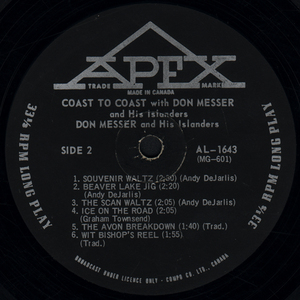 APEX
TRADE MARK
MADE IN CANADA
COAST TO COAST with DON MESSER
and His Islanders
DON MESSER and His Islanders
SIDE 2
AL-1643
(MG-601)
1. SOUVENIR WALTZ (2:30) (Andy DeJarlis)
2. BEAVER LAKE JIG (2:20)
(Andy DeJarlis)
3. THE SCAN WALTZ (2:05) (Andy DeJarlis)
4. ICE ON THE ROAD (2:05)
(Graham Townsend)
5. THE AVON BREAKDOWN (1:40) (Trad.)
6. WIT BISHOP'S REEL (1:55)
(Trad.)
33⅓ RPM LONG PLAY
33⅓ RPM LONG PLAY
BROADCAST UNDER LICENCE ONLY - COMPO CO. LTD., CANADA